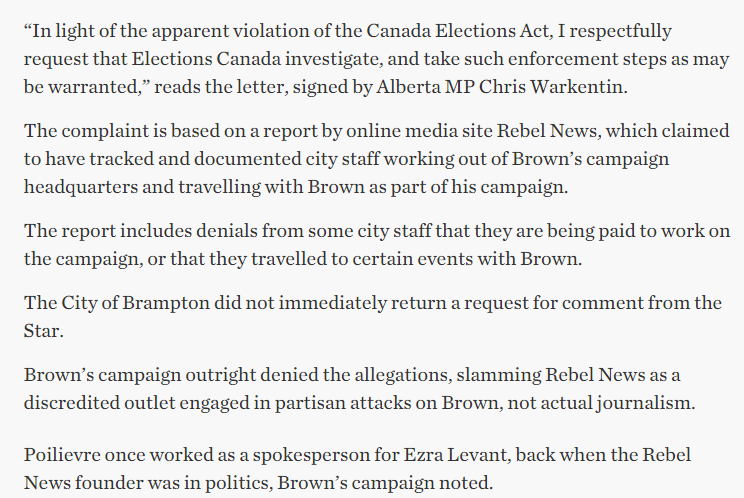 “In light of the apparent violation of the Canada Elections Act, I respectfully
request that Elections Canada investigate, and take such enforcement steps as may
be warranted,” reads the letter, signed by Alberta MP Chris Warkentin.
The complaint is based on a report by online media site Rebel News, which claimed
to have tracked and documented city staff working out of Brown’s campaign
headquarters and travelling with Brown as part of his campaign.
The report includes denials from some city staff that they are being paid to work on
the campaign, or that they travelled to certain events with Brown.
The City of Brampton did not immediately return a request for comment from the
Star.
Brown’s campaign outright denied the allegations, slamming Rebel News as a
discredited outlet engaged in partisan attacks on Brown, not actual journalism.
Poilievre once worked as a spokesperson for Ezra Levant, back when the Rebel
News founder was in politics, Brown’s campaign noted.